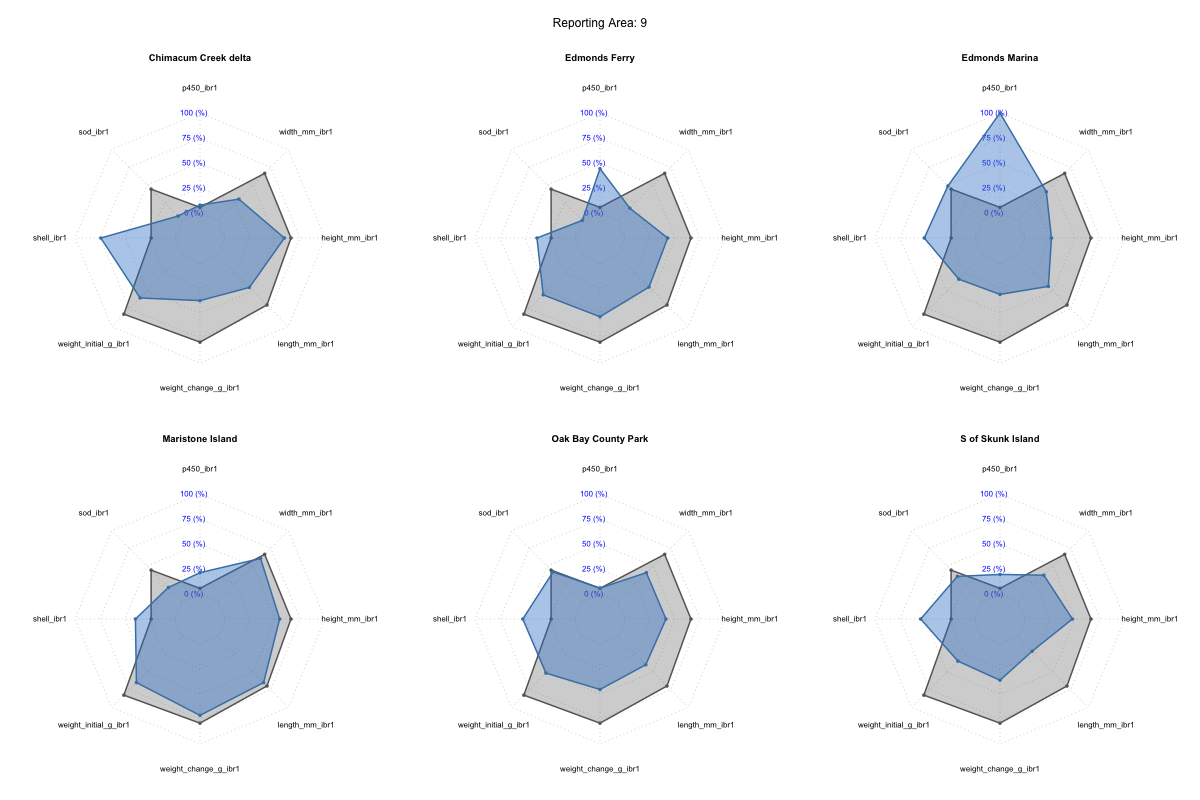 Reporting Area: 9
Chimacum Creek delta
p450_ibr1
sod_ibr1
width_mm_ibr1
100 (%)
75 (%)
50 (%)
25 (%)
0 (%)
shell_ibr1
height_mm_ibr1
weight_initial_g_ibr1
length_mm_ibr1
weight_change_g_ibr1
Edmonds Ferry
p450_ibr1
sod_ibr1
width_mm_ibr1
100 (%)
75 (%)
50 (%)
25 (%)
0 (%)
shell_ibr1
height_mm_ibr1
weight_initial_g_ibr1
length_mm_ibr1
weight_change_g_ibr1
Edmonds Marina
p450_ibr1
sod_ibr1
width_mm_ibr1
100 (%)
75 (%)
50 (%)
25 (%)
0 (%)
shell_ibr1
height_mm_ibr1
weight_initial_g_ibr1
length_mm_ibr1
weight_change_g_ibr1
Maristone Island
p450_ibr1
sod_ibr1
width_mm_ibr1
100 (%)
75 (%)
50 (%)
25 (%)
0 (%)
shell_ibr1
height_mm_ibr1
weight_initial_g_ibr1
length_mm_ibr1
weight_change_g_ibr1
Oak Bay County Park
p450_ibr1
sod_ibr1
width_mm_ibr1
100 (%)
75 (%)
50 (%)
25 (%)
0 (%)
shell_ibr1
height_mm_ibr1
weight_initial_g_ibr1
length_mm_ibr1
weight_change_g_ibr1
S of Skunk Island
p450_ibr1
sod_ibr1
width_mm_ibr1
100 (%)
75 (%)
50 (%)
25 (%)
0 (%)
shell_ibr1
height_mm_ibr1
weight_initial_g_ibr1
length_mm_ibr1
weight_change_g_ibr1